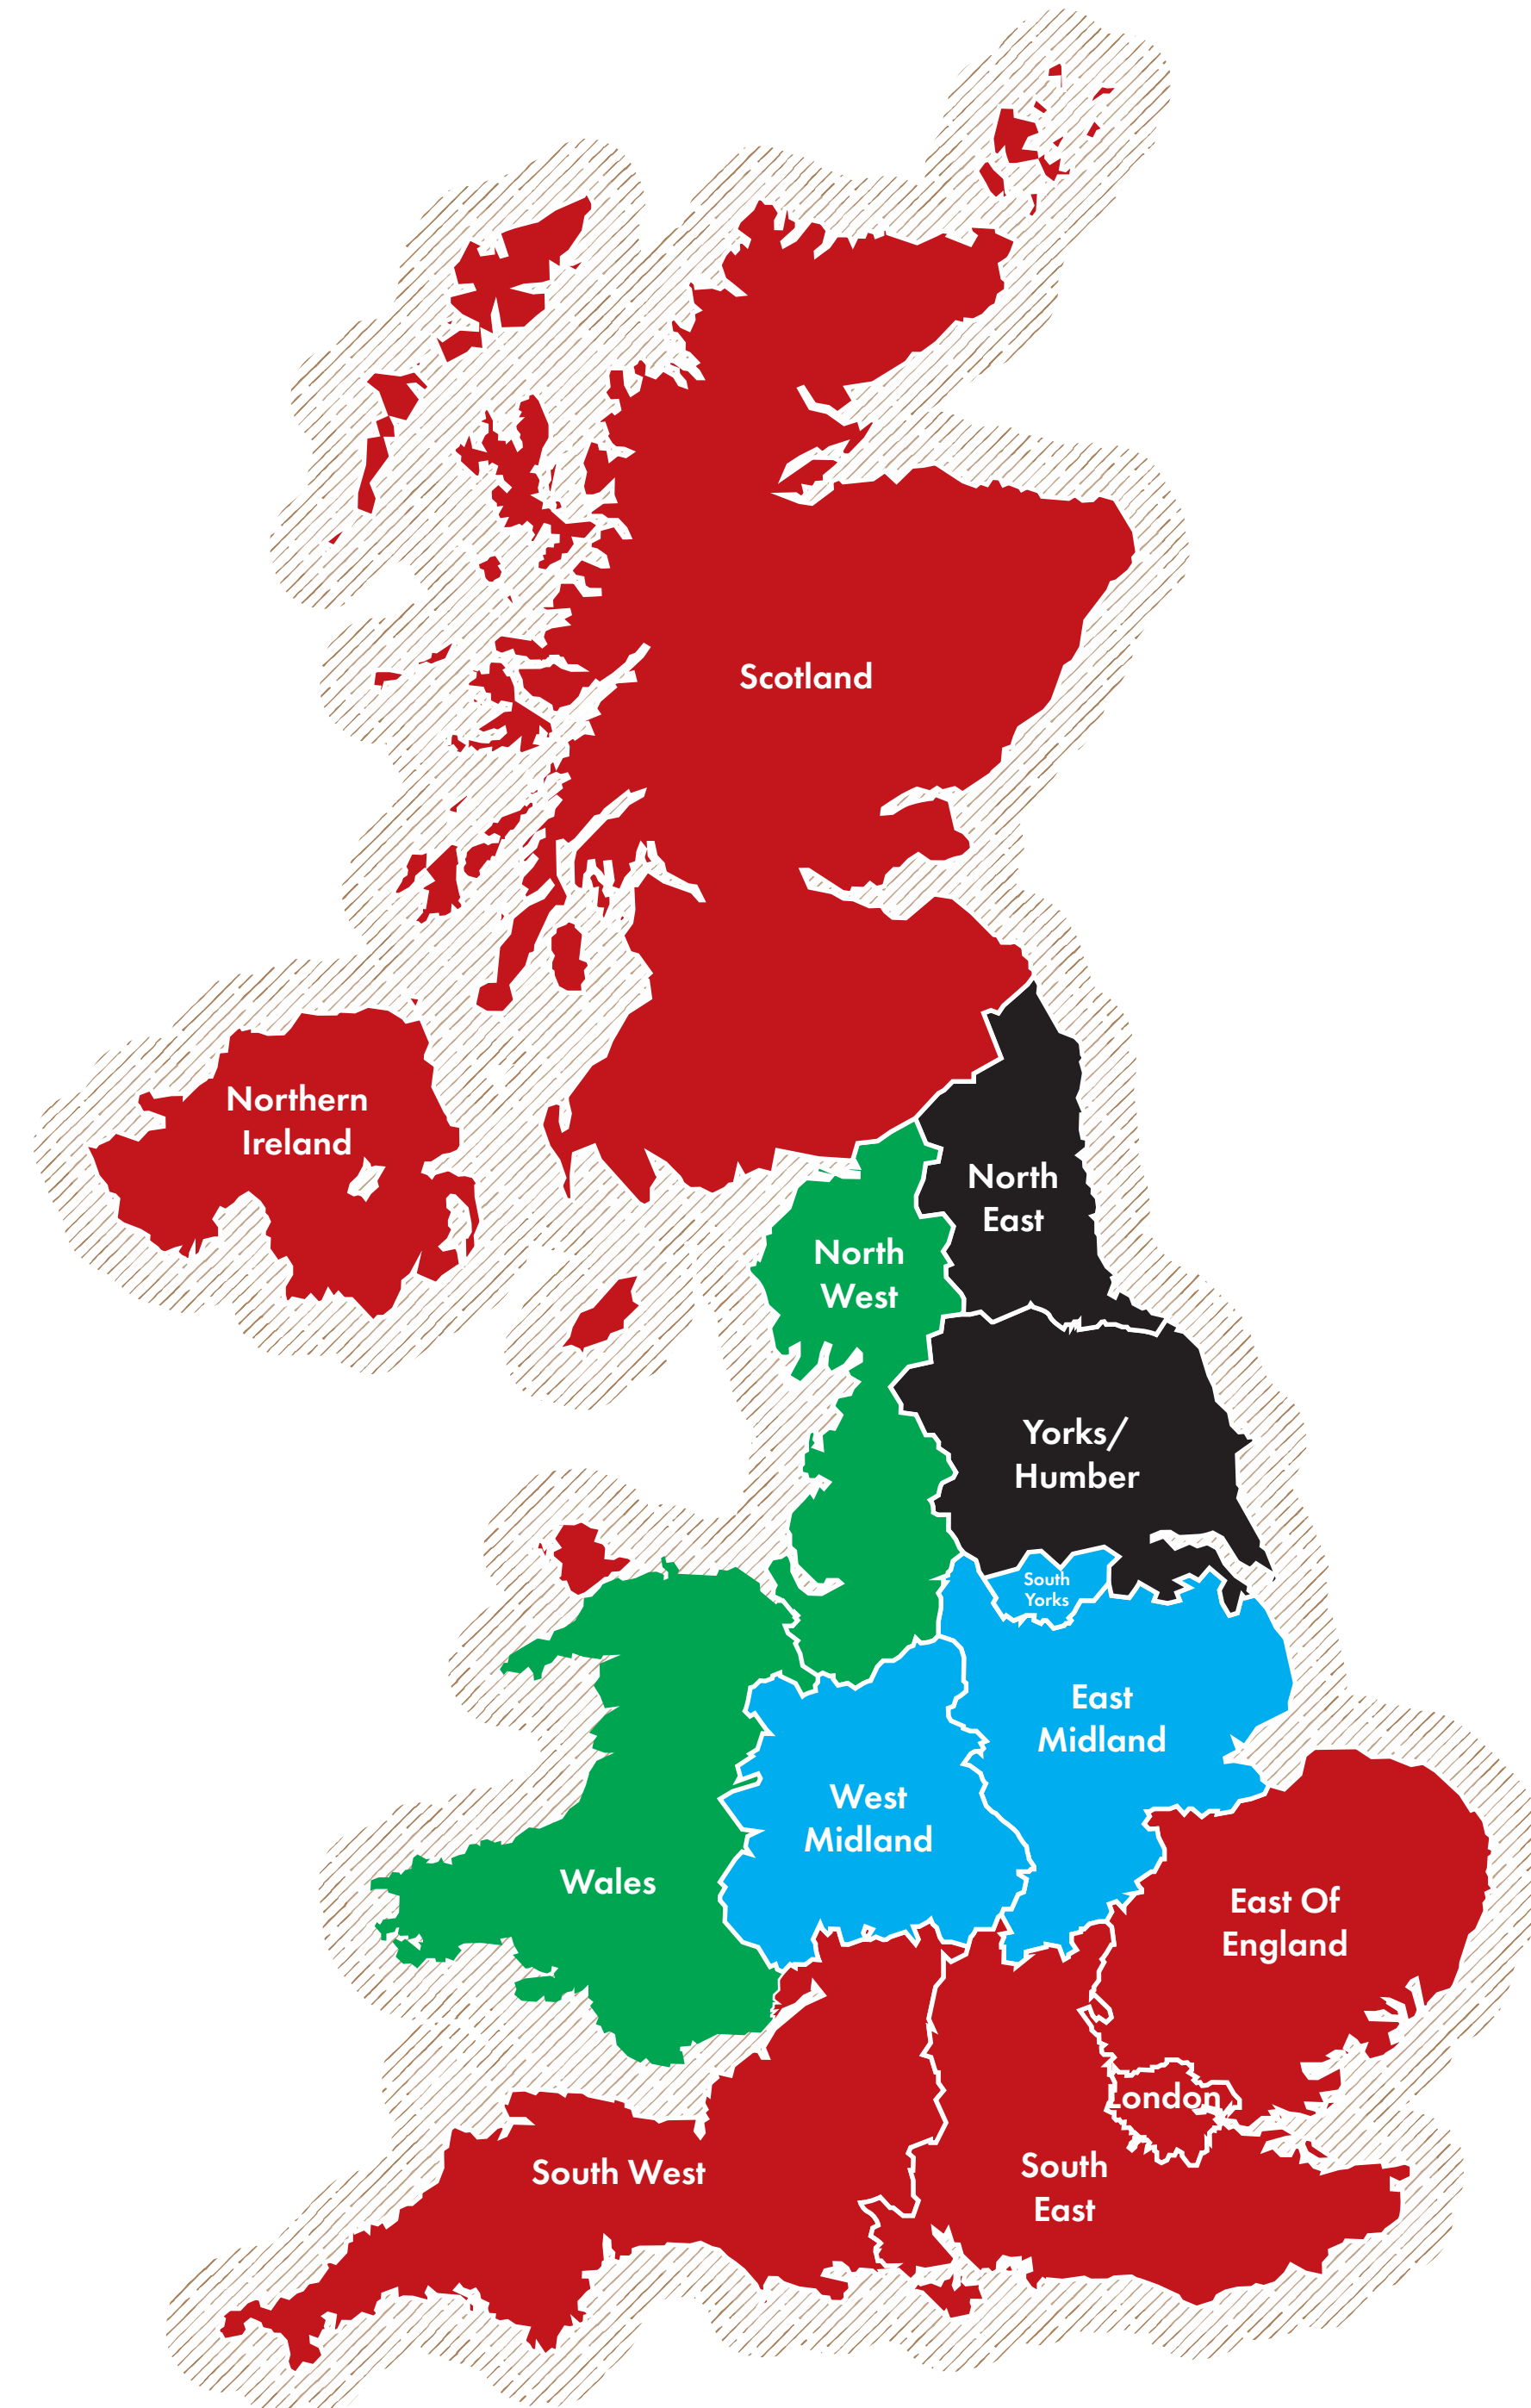 Scotland
Northern
Ireland
North
East
North
West
Yorks/
Humber
South
Yorks
East
Midland
West
Midland
Wales
East Of
England
London
South West
South
East